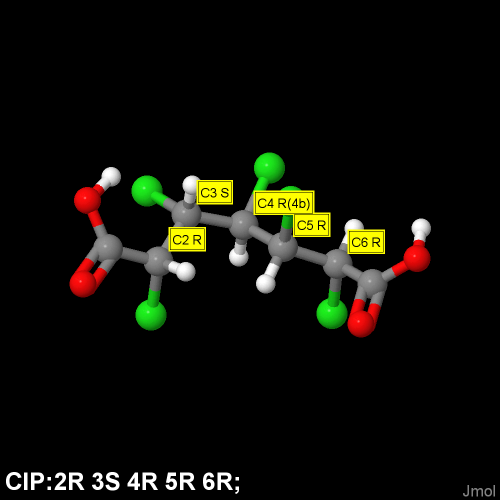 C3 S
C4 R(4b)
C5 R
C2 R
C6 R
CIP:2R 3S 4R 5R 6R;
Jmol